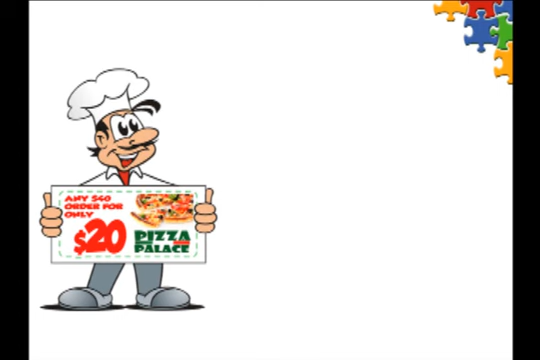 ANY $40
ORDER FOR
ONLY
$20
PIZZA
PALACE